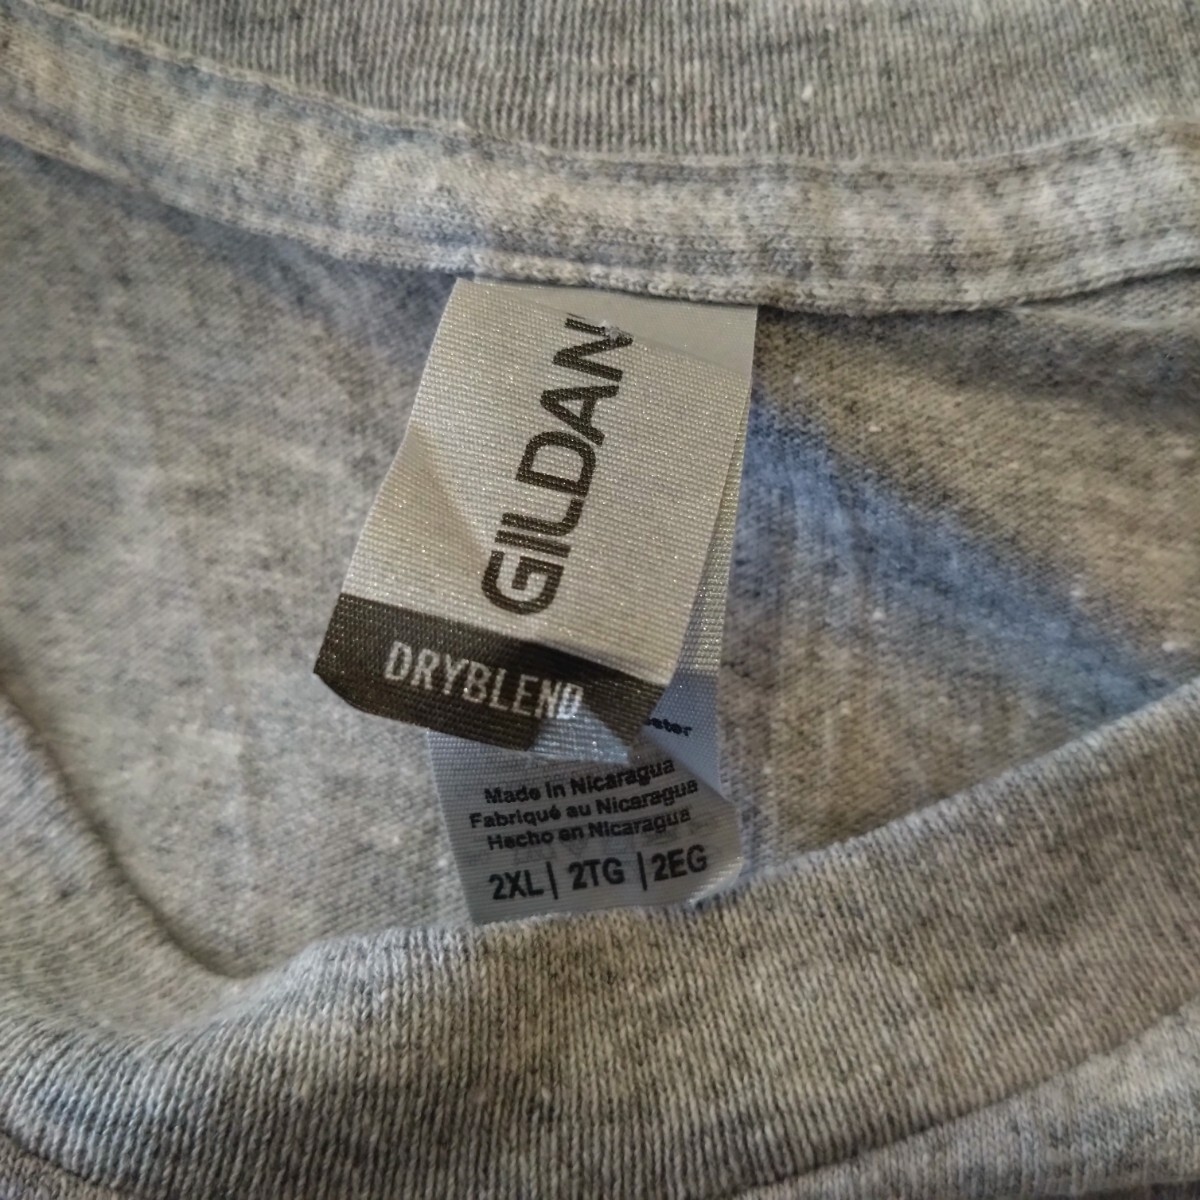 GILDAN
DRYBLEND
Made in Nicaragua
Fabriqué au Nicaragua
Hecho en Nicaragua
2XL | 2TG | 2EG